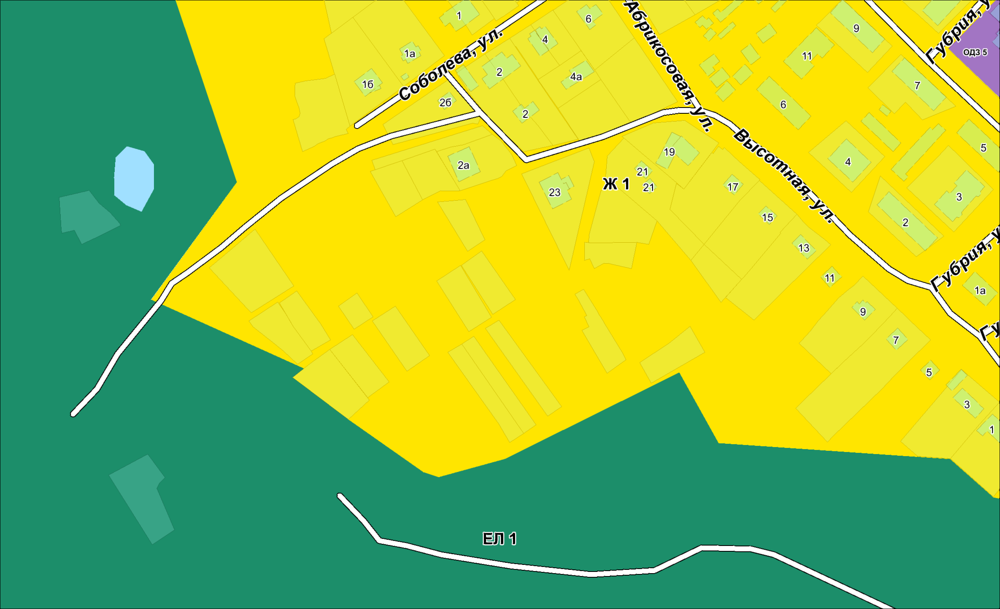 1
6
9
Губрия, у
4
1а
Абрикосовая, ул.
ОДЗ 5
11
Соболева, ул.
2
4а
1б
7
2б
6
2
Высотная, ул.
5
19
4
2а
21
Ж 1
21
17
23
3
15
2
13
Губрия, у
11
1а
9
Гу
7
5
3
1
ЕЛ 1